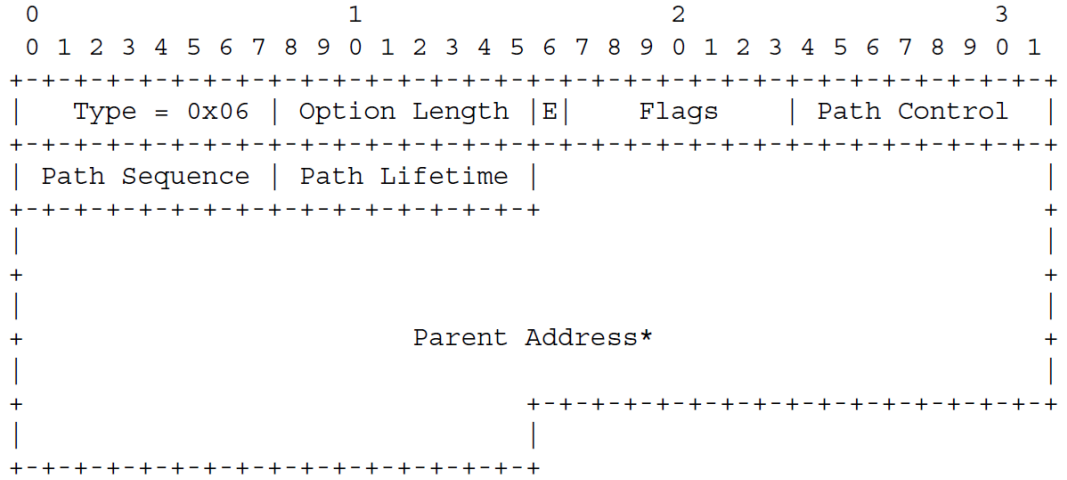 0                   1                   2                   3
 0 1 2 3 4 5 6 7 8 9 0 1 2 3 4 5 6 7 8 9 0 1 2 3 4 5 6 7 8 9 0 1
+-+-+-+-+-+-+-+-+-+-+-+-+-+-+-+-+-+-+-+-+-+-+-+-+-+-+-+-+-+-+-+-+
|   Type = 0x06 | Option Length |E|    Flags    | Path Control  |
+-+-+-+-+-+-+-+-+-+-+-+-+-+-+-+-+-+-+-+-+-+-+-+-+-+-+-+-+-+-+-+-+
| Path Sequence | Path Lifetime |                               |
+-+-+-+-+-+-+-+-+-+-+-+-+-+-+-+-+                               +
|                                                               |
+                                                               +
|                                                               |
+                        Parent Address*                        +
|                                                               |
+                               +-+-+-+-+-+-+-+-+-+-+-+-+-+-+-+-+
|                               |
+-+-+-+-+-+-+-+-+-+-+-+-+-+-+-+-+